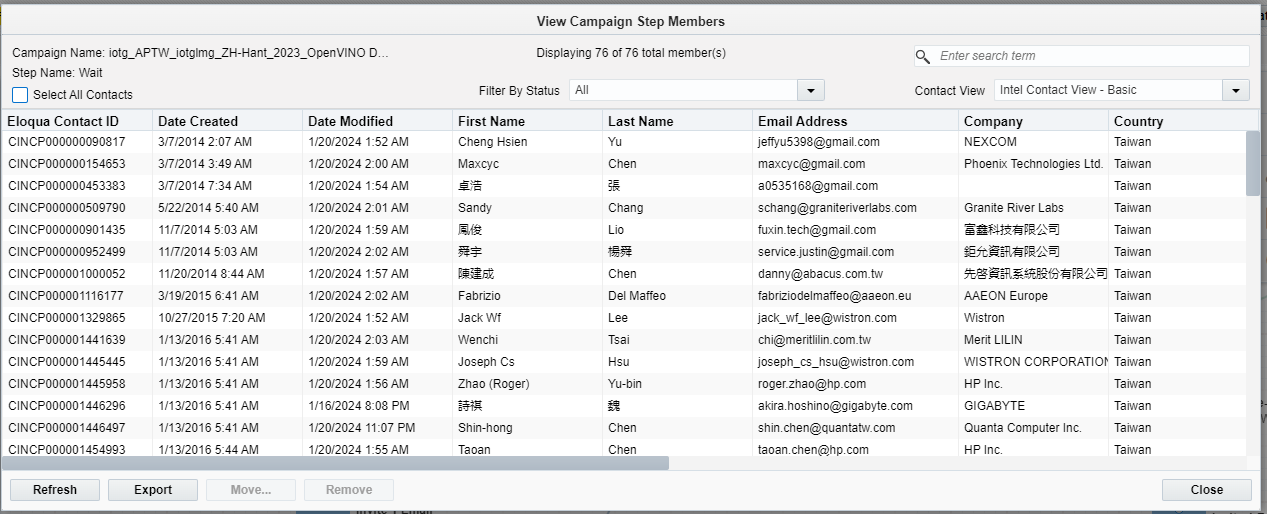 View Campaign Step Members
Campaign Name: iotg_APTW_iotglmg_ZH-Hant_2023_OpenVINO D…
Displaying 76 of 76 total member(s)
Enter search term
Step Name: Wait
Select All Contacts
Filter By Status All
Contact View Intel Contact View - Basic
Eloqua Contact ID Date Created Date Modified First Name Last Name Email Address Company Country
CINCP000000090817 3/7/2014 2:07 AM 1/20/2024 1:52 AM Cheng Hsien Yu jeffyu5398@gmail.com NEXCOM Taiwan
CINCP000000154653 3/7/2014 3:49 AM 1/20/2024 2:00 AM Maxcyc Chen maxcyc@gmail.com Phoenix Technologies Ltd. Taiwan
CINCP000000453383 3/7/2014 7:34 AM 1/20/2024 1:54 AM 卓浩 張 a0535168@gmail.com Taiwan
CINCP000000509790 5/22/2014 5:40 AM 1/20/2024 2:01 AM Sandy Chang schang@graniteriverlabs.com Granite River Labs Taiwan
CINCP000000901435 11/7/2014 5:03 AM 1/20/2024 1:59 AM 鳳俊 Lio fuxin.tech@gmail.com 富鑫科技有限公司 Taiwan
CINCP000000952499 11/7/2014 5:03 AM 1/20/2024 2:02 AM 舜宇 楊舜 service.justin@gmail.com 鉅允資訊有限公司 Taiwan
CINCP000001000052 11/20/2014 8:44 AM 1/20/2024 1:57 AM 陳建成 Chen danny@abacus.com.tw 先啓資訊系統股份有限公司 Taiwan
CINCP000001116177 3/19/2015 6:41 AM 1/20/2024 2:02 AM Fabrizio Del Maffeo fabriziodelmaffeo@aaeon.eu AAEON Europe Taiwan
CINCP000001329865 10/27/2015 7:20 AM 1/20/2024 1:52 AM Jack Wf Lee jack_wf_lee@wistron.com Wistron Taiwan
CINCP000001441639 1/13/2016 5:41 AM 1/20/2024 2:03 AM Wenchi Tsai chi@meritlilin.com.tw Merit LILIN Taiwan
CINCP000001445445 1/13/2016 5:41 AM 1/20/2024 1:59 AM Joseph Cs Hsu joseph_cs_hsu@wistron.com WISTRON CORPORATION Taiwan
CINCP000001445958 1/13/2016 5:41 AM 1/20/2024 1:56 AM Zhao (Roger) Yu-bin roger.zhao@hp.com HP Inc. Taiwan
CINCP000001446296 1/13/2016 5:41 AM 1/16/2024 8:08 PM 詩祺 魏 akira.hoshino@gigabyte.com GIGABYTE Taiwan
CINCP000001446497 1/13/2016 5:41 AM 1/20/2024 11:07 PM Shin-hong Chen shin.chen@quantatw.com Quanta Computer Inc. Taiwan
CINCP000001454993 1/13/2016 5:44 AM 1/20/2024 1:55 AM Taoan Chen taoan.chen@hp.com HP Inc. Taiwan
Refresh Export Move... Remove Close